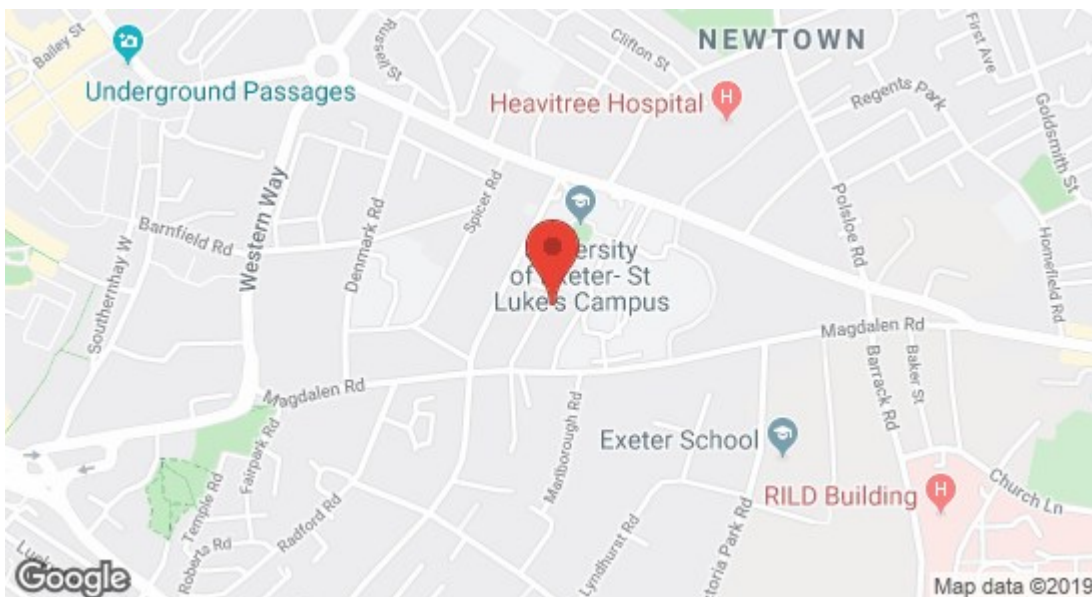 Bailey St
Russell St
Clifton St
NEWTOWN
First Ave
Underground Passages
Heavitree Hospital
H
Regents Park
Goldsmith St
Western Way
Spicer Rd
Polsloe Rd
Barnfield Rd
Denmark Rd
Southernhay W
Homefield Rd
of Exeter- St
Luke's Campus
Magdalen Rd
Magdalen Rd
Barrack Rd
Baker St
Marlborough Rd
Exeter School
Fairpark Rd
Temple Rd
Radford Rd
RILD Building
H
Church Ln
Roberts Rd
Lyndhurst Rd
toria Park Rd
Google
Map data ©2019